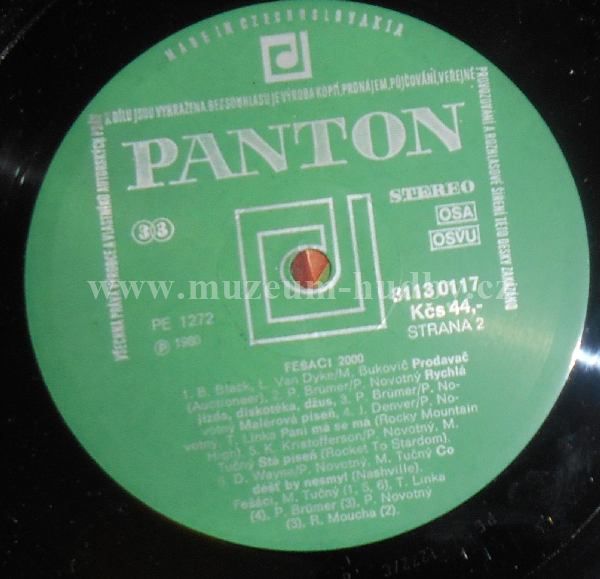 MADE IN CZECHOSLOVAKIA
VŠECHNA PRÁVA VÝROBCE A VLASTNÍKO AUTORSKÝCH PRÁV K DÍLU JSOU VYHRAŽENA. BEZ SOUHLASU JE VÝROBA KOPIÍ, PRONÁJEM, PŮJČOVÁNÍ, VEŘEJNÉ PROVOZOVÁNÍ A ROZHLASOVÉ ŠÍŘENÍ TÉTO DESKY ZAKÁZÁNO
PANTON
STEREO
33
OSA
OSVU
www.muzeum-hudby.cz
8113 0117
PE 1272
Kčs 44,-
Ⓟ 1980
STRANA 2
FEŠÁCI 2000
1. B. Black, L. Van Dyke/M. Bukovič Prodavač
(Auctioneer), 2. P. Brümer/P. Novotný Rychlá
jízda, diskotéka, džus, 3. P. Brümer/P. No-
votný Malérová píseň, 4. J. Denver/P. No-
votný, T. Linka Paní má se má (Rocky Mountain
High), 5. K. Kristofferson/P. Novotný, M.
Tučný Stá píseň (Rocket To Stardom),
6. D. Wayne/P. Novotný, M. Tučný Co
déšť by nesmyl (Nashville).
Fešáci, M. Tučný (1, 5, 6), T. Linka
(4), P. Brümer (3), P. Novotný
(3), R. Moucha (2).